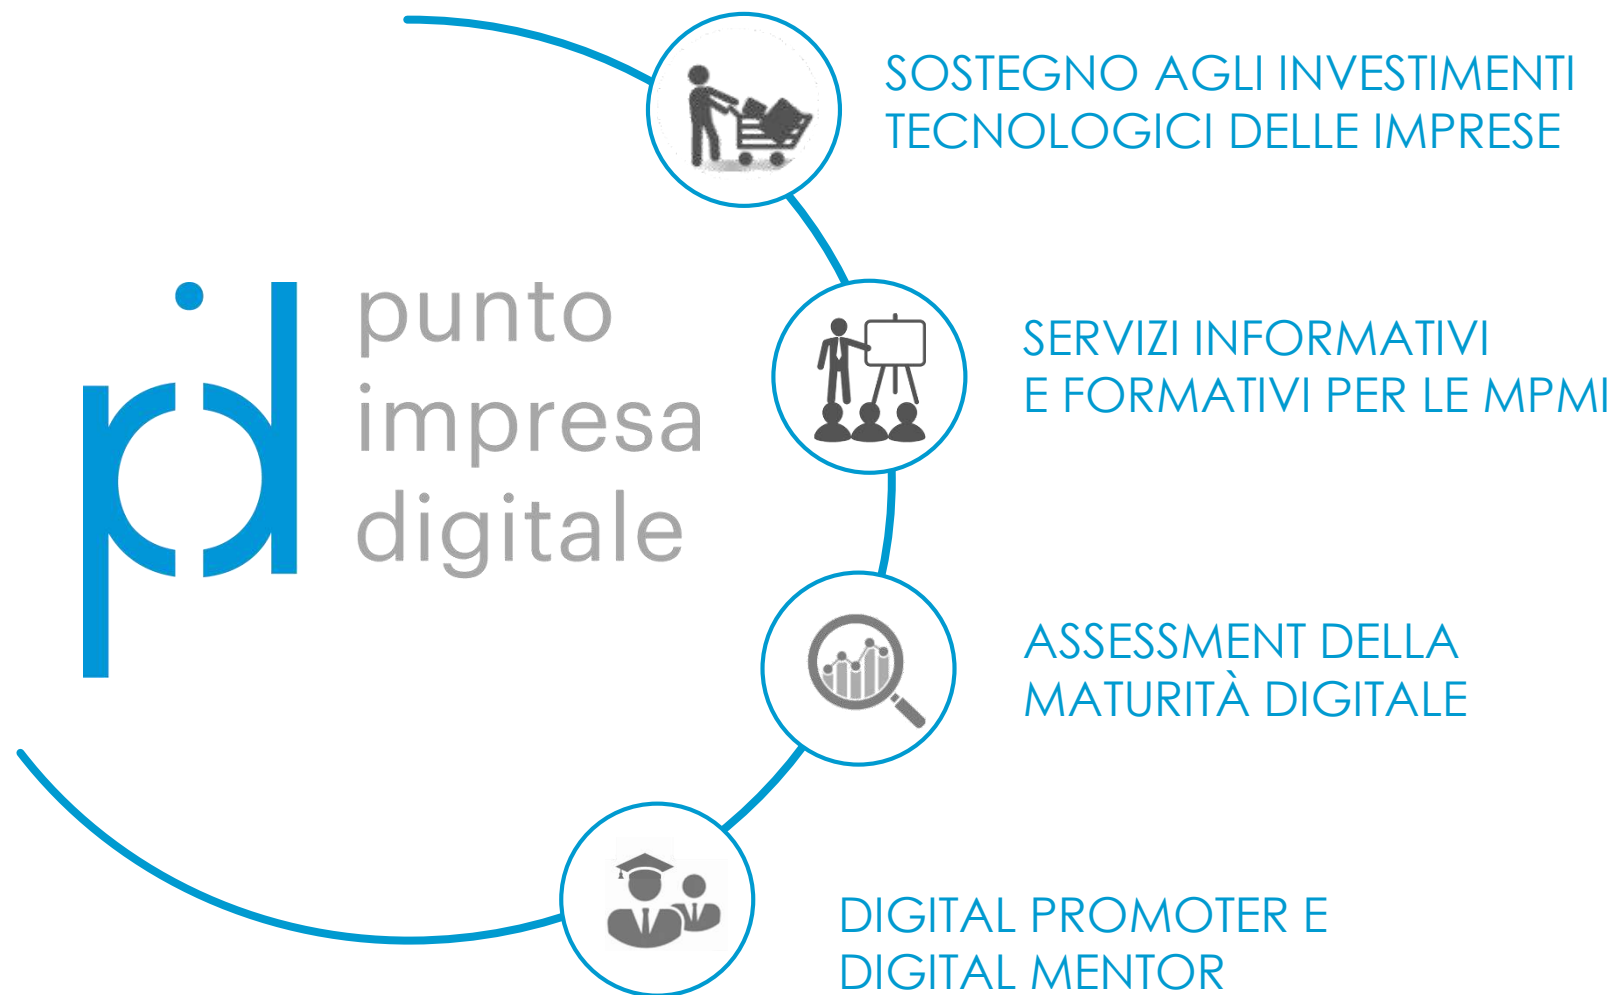 SOSTEGNO AGLI INVESTIMENTI
TECNOLOGICI DELLE IMPRESE
pid
punto
impresa
digitale
SERVIZI INFORMATIVI
E FORMATIVI PER LE MPMI
ASSESSMENT DELLA
MATURITÀ DIGITALE
DIGITAL PROMOTER E
DIGITAL MENTOR